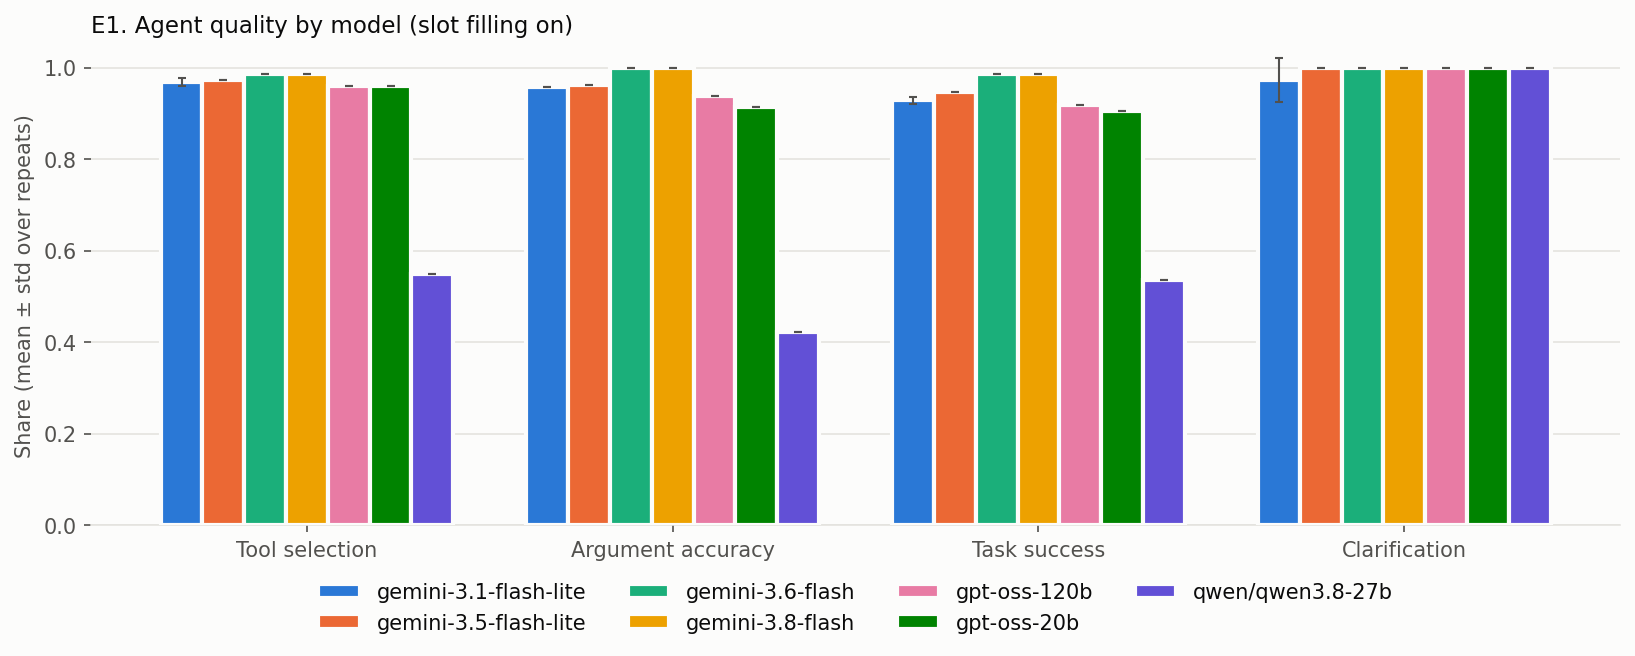 E1. Agent quality by model (slot filling on)
Share (mean ± std over repeats)
1.0
0.8
0.6
0.4
0.2
0.0
Tool selection Argument accuracy Task success Clarification
gemini-3.1-flash-lite gemini-3.6-flash gpt-oss-120b qwen/qwen3.8-27b
gemini-3.5-flash-lite gemini-3.8-flash gpt-oss-20b